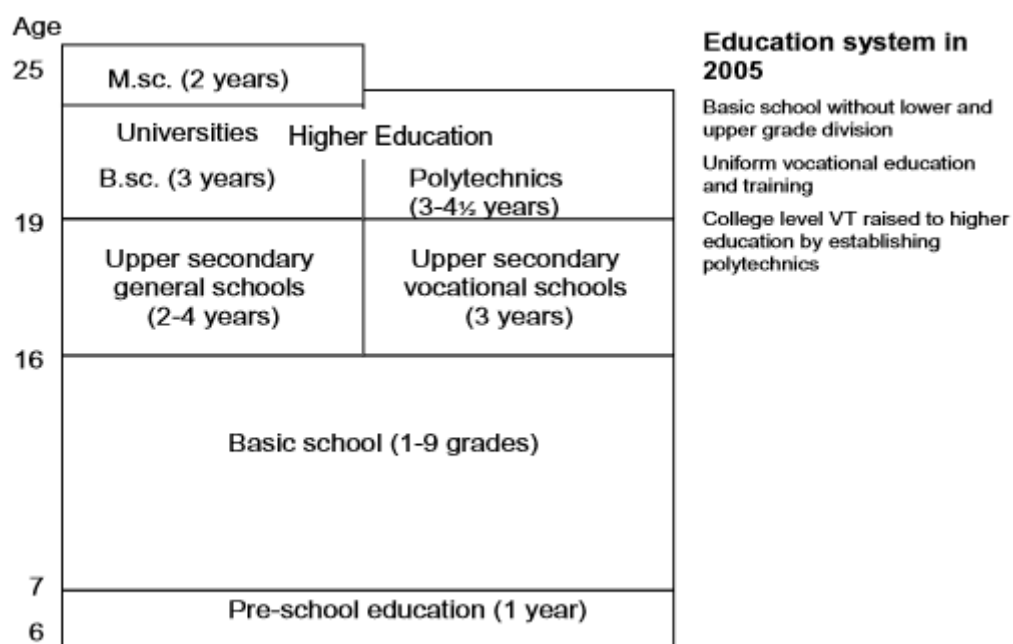 Age
25
M.sc. (2 years)
Universities
Higher Education
B.sc. (3 years)
Polytechnics
(3-4½ years)
19
Upper secondary
general schools
(2-4 years)
Upper secondary
vocational schools
(3 years)
16
Basic school (1-9 grades)
7
Pre-school education (1 year)
6
Education system in
2005
Basic school without lower and
upper grade division
Uniform vocational education
and training
College level VT raised to higher
education by establishing
polytechnics